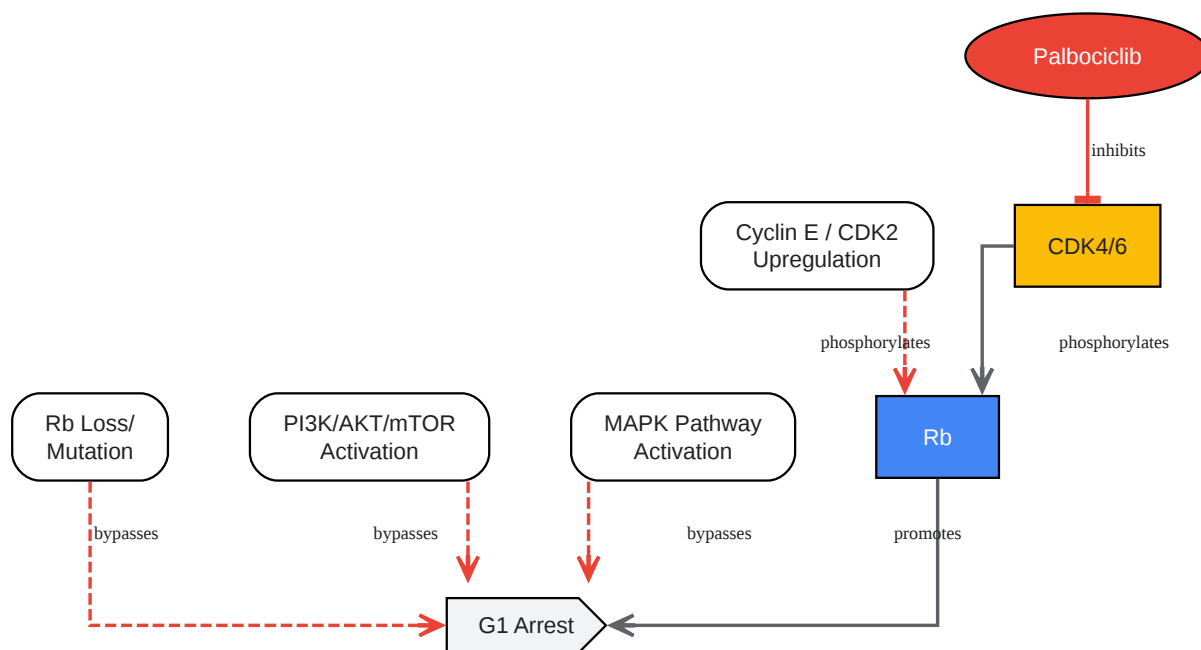 Palbociclib
inhibits
Cyclin E / CDK2
Upregulation
CDK4/6
phosphorylates
phosphorylates
Rb Loss/
Mutation
PI3K/AKT/mTOR
Activation
MAPK Pathway
Activation
Rb
bypasses
bypasses
bypasses
promotes
G1 Arrest